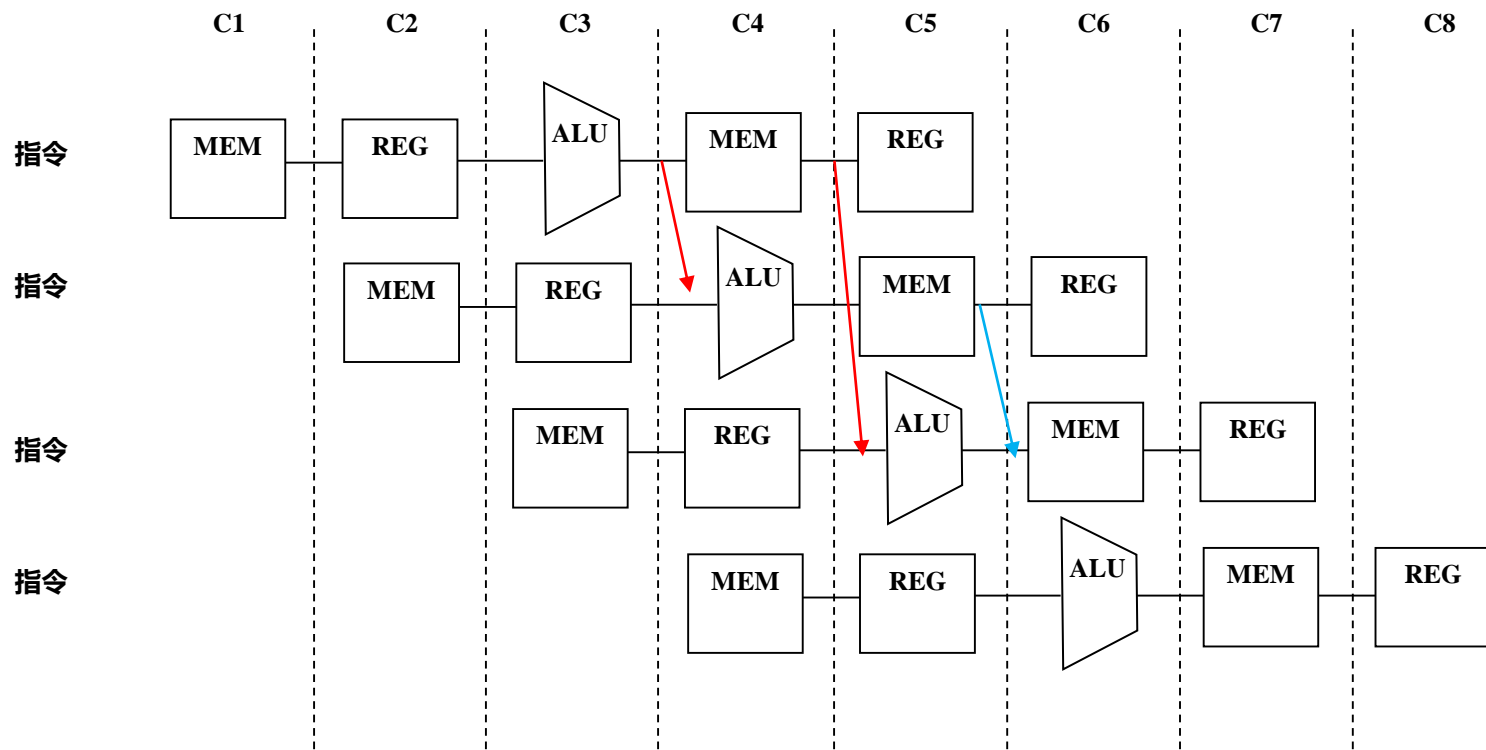 C1 C2 C3 C4 C5 C6 C7 C8
指令 MEM REG ALU MEM REG
指令 MEM REG ALU MEM REG
指令 MEM REG ALU MEM REG
指令 MEM REG ALU MEM REG